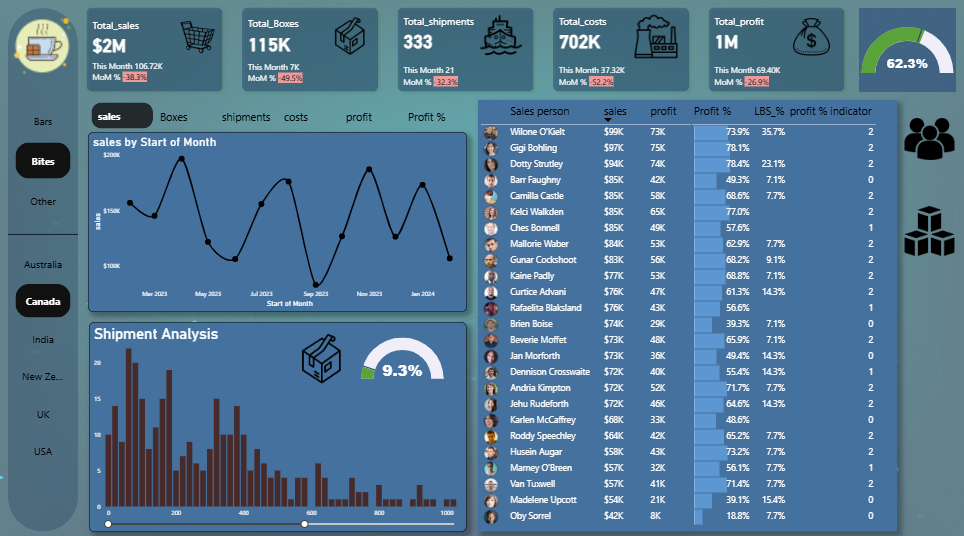 Total_sales
$2M
This Month 106.72K
MoM % -38.3%
Total_Boxes
115K
This Month 7K
MoM % -49.5%
Total_shipments
333
This Month 21
MoM % -32.3%
Total_costs
702K
This Month 37.32K
MoM % -52.2%
Total_profit
1M
This Month 69.40K
MoM % -26.9%
62.3%
Bars
Bites
Other
Australia
Canada
India
New Ze...
UK
USA
sales Boxes shipments costs profit Profit %
sales by Start of Month
$200K
$150K
$100K
sales
Mar 2023 May 2023 Jul 2023 Sep 2023 Nov 2023 Jan 2024
Start of Month
Shipment Analysis
9.3%
20
15
10
5
0
0 200 400 600 800 1000
Sales person sales profit Profit % LBS_% profit % indicator
Wilone O'Kielt $99K 73K 73.9% 35.7% 2
Gigi Bohling $97K 75K 78.1% 2
Dotty Strutley $94K 74K 78.4% 23.1% 2
Barr Faughny $85K 42K 49.3% 7.1% 0
Camilla Castle $85K 58K 68.6% 7.7% 2
Kelci Walkden $85K 65K 77.0% 2
Ches Bonnell $85K 49K 57.6% 1
Mallorie Waber $84K 53K 62.9% 7.7% 2
Gunar Cockshoot $83K 56K 68.2% 9.1% 2
Kaine Padly $77K 53K 68.8% 7.1% 2
Curtice Advani $76K 47K 61.3% 14.3% 2
Rafaelita Blaksland $76K 43K 56.6% 1
Brien Boise $74K 29K 39.3% 7.1% 0
Beverie Moffet $73K 48K 65.9% 7.1% 2
Jan Morforth $73K 36K 49.4% 14.3% 0
Dennison Crosswaite $72K 40K 55.4% 14.3% 1
Andria Kimpton $72K 52K 71.7% 7.7% 2
Jehu Rudeforth $72K 46K 64.6% 14.3% 2
Karlen McCaffrey $68K 33K 48.6% 0
Roddy Speechley $64K 42K 65.2% 7.7% 2
Husein Augar $58K 43K 73.2% 7.7% 2
Marney O'Breen $57K 32K 56.1% 7.7% 1
Van Tuxwell $57K 41K 71.4% 7.7% 2
Madelene Upcott $54K 21K 39.1% 15.4% 0
Oby Sorrel $42K 8K 18.8% 7.7% 0